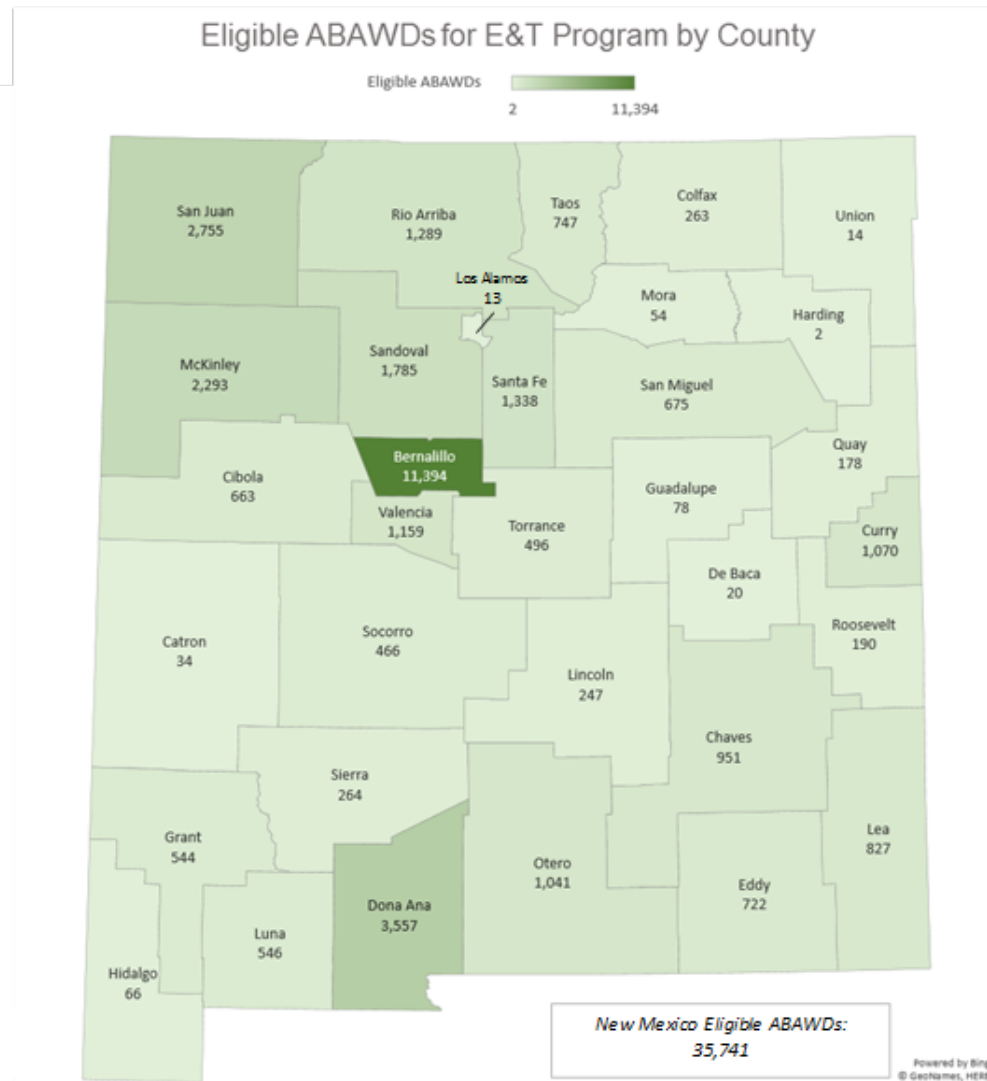 Eligible ABAWDs for E&T Program by County
Eligible ABAWDs
2
11,394
San Juan
2,755
Rio Arriba
1,289
Taos
747
Colfax
263
Union
14
Los Alamos
13
Mora
54
Harding
2
McKinley
2,293
Sandoval
1,785
Santa Fe
1,338
San Miguel
675
Quay
178
Bernalillo
11,394
Cibola
663
Valencia
1,159
Torrance
496
Guadalupe
78
Curry
1,070
De Baca
20
Roosevelt
190
Catron
34
Socorro
466
Lincoln
247
Chaves
951
Sierra
264
Grant
544
Lea
827
Otero
1,041
Eddy
722
Dona Ana
3,557
Luna
546
Hidalgo
66
New Mexico Eligible ABAWDs:
35,741
Powered by Bing
© GeoNames, HERE